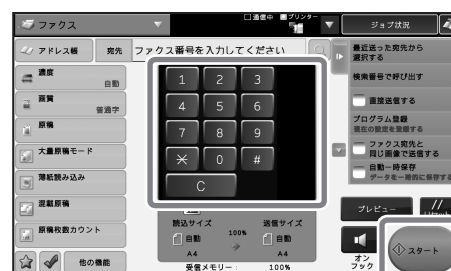 ファクス
通信中
プリンター
ジョブ状況
アドレス帳
宛先
ファクス番号を入力してください
最近送った宛先から
選択する
検索番号で呼び出す
直接送信する
プログラム登録
現在の設定を登録する
ファクス宛先と
同じ画像で送信する
自動一時保存
データを一時的に保存する
濃度
自動
画質
普通字
原稿
大量原稿モード
薄紙読み込み
混載原稿
原稿枚数カウント
他の機能
1 2 3
4 5 6
7 8 9
＊ 0 #
C
読込サイズ
100%
送信サイズ
自動
自動
A4
A4
受信メモリー：
100%
プレビュー
オン
フック
スタート